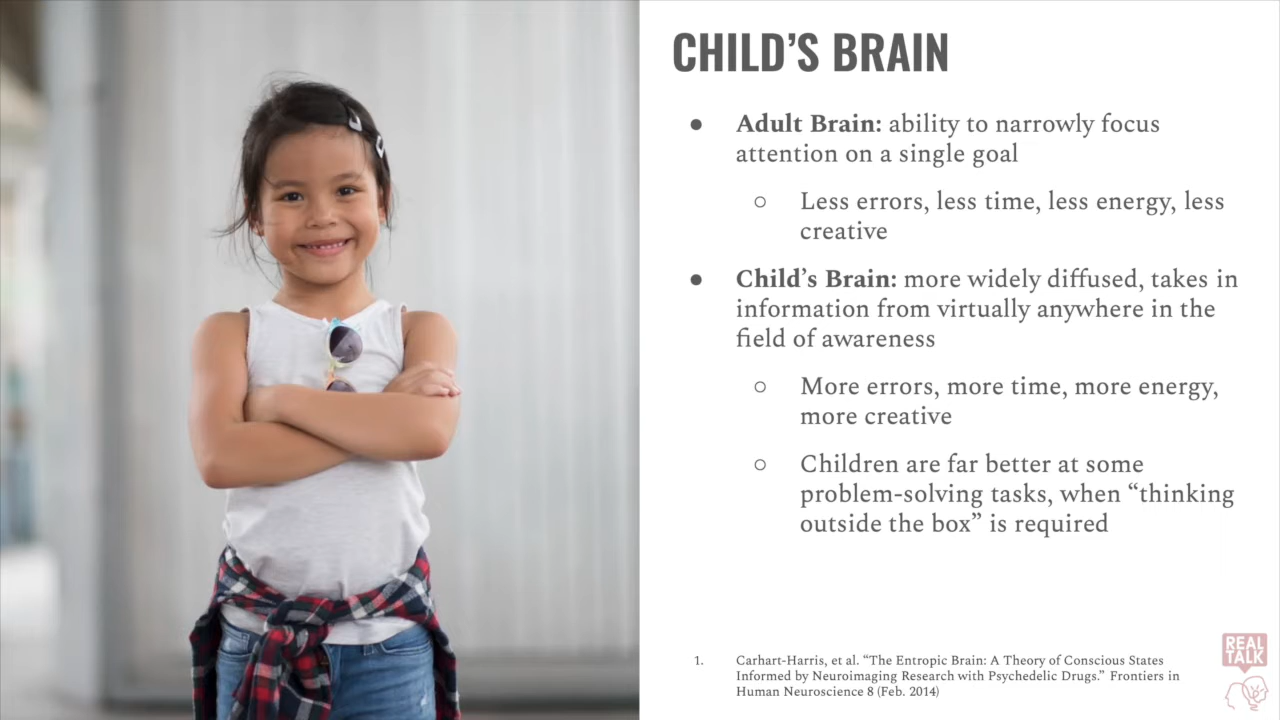 CHILD’S BRAIN
● Adult Brain: ability to narrowly focus
attention on a single goal
○ Less errors, less time, less energy, less
creative
● Child’s Brain: more widely diffused, takes in
information from virtually anywhere in the
field of awareness
○ More errors, more time, more energy,
more creative
○ Children are far better at some
problem-solving tasks, when “thinking
outside the box” is required
1. Carhart-Harris, et al. “The Entropic Brain: A Theory of Conscious States
Informed by Neuroimaging Research with Psychedelic Drugs.” Frontiers in
Human Neuroscience 8 (Feb. 2014)
REAL
TALK